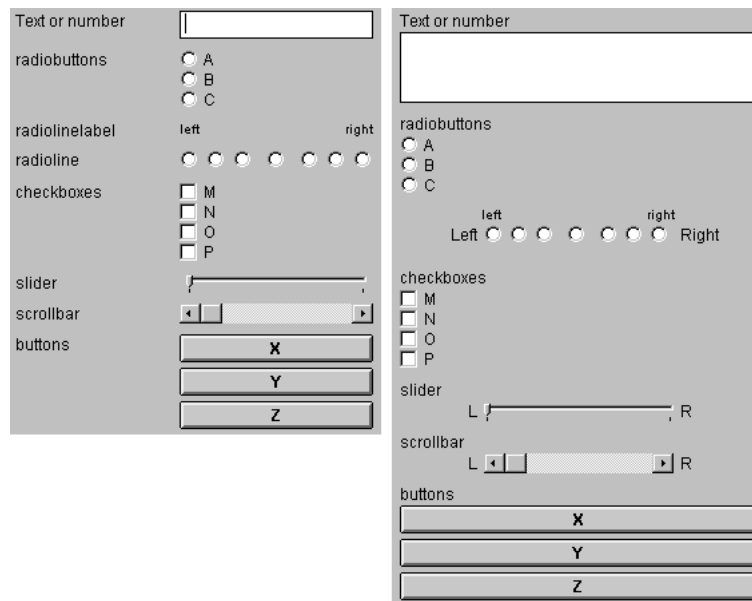 Text or number
radiobuttons
A
B
C
radiolinelabel left right
radioline
checkboxes
M
N
O
P
slider
scrollbar
buttons
X
Y
Z
Text or number
radiobuttons
A
B
C
left right
Left Right
checkboxes
M
N
O
P
slider
L R
scrollbar
L R
buttons
X
Y
Z